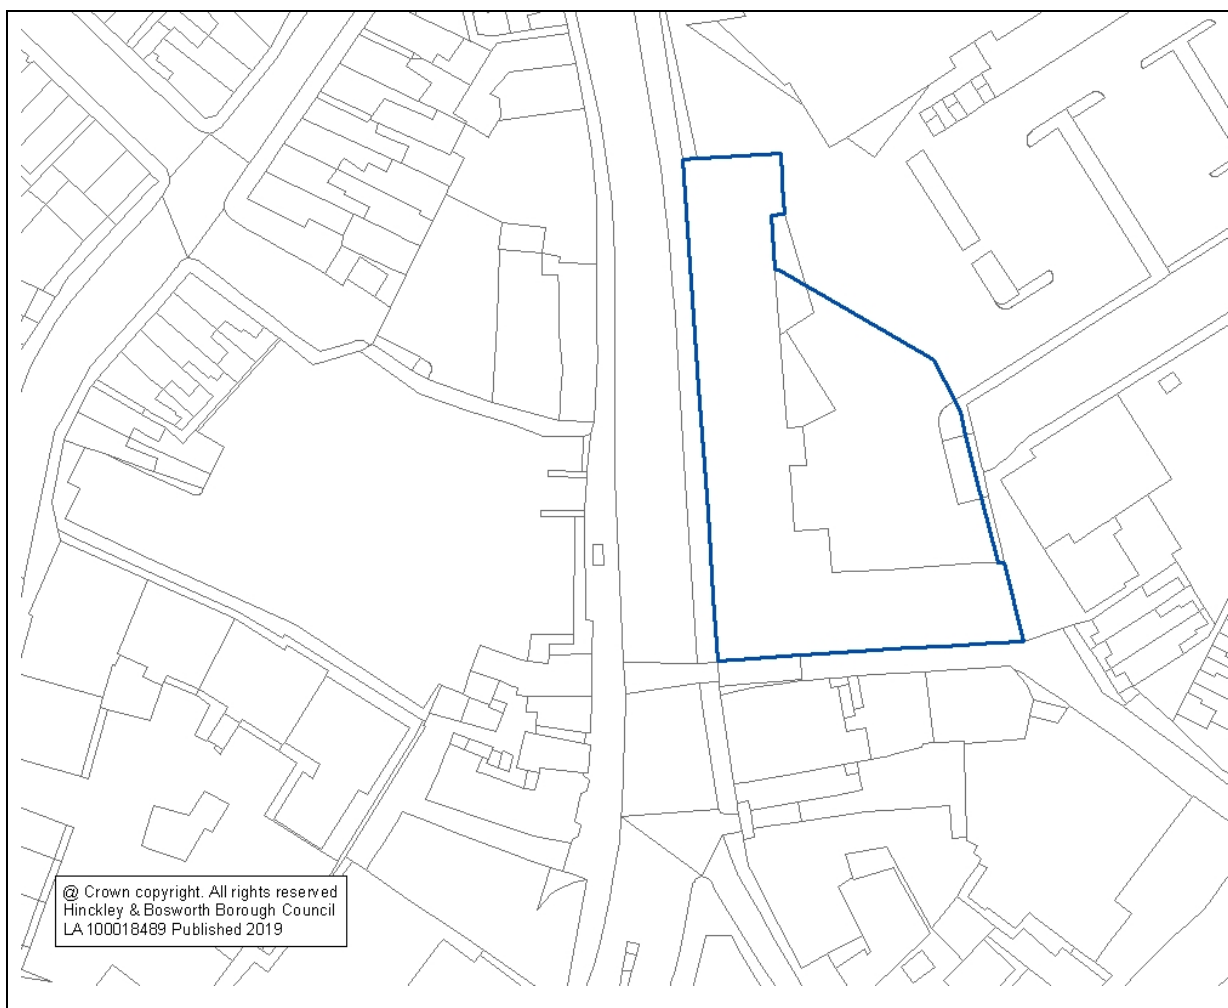 @ Crown copyright. All rights reserved
Hinckley & Bosworth Borough Council
LA 100018489 Published 2019